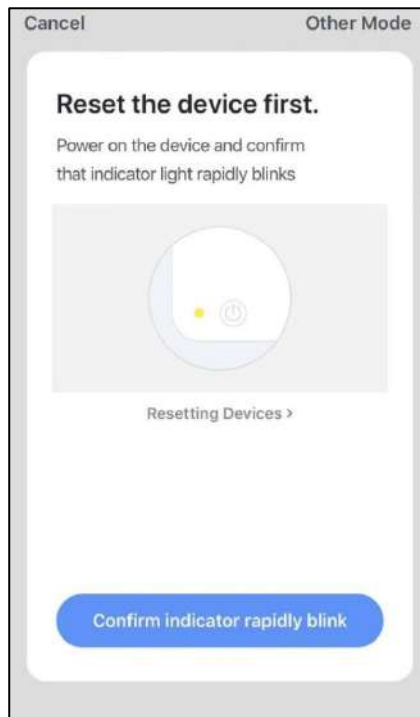 Cancel
Other Mode
Reset the device first.
Power on the device and confirm
that indicator light rapidly blinks
Resetting Devices >
Confirm indicator rapidly blink